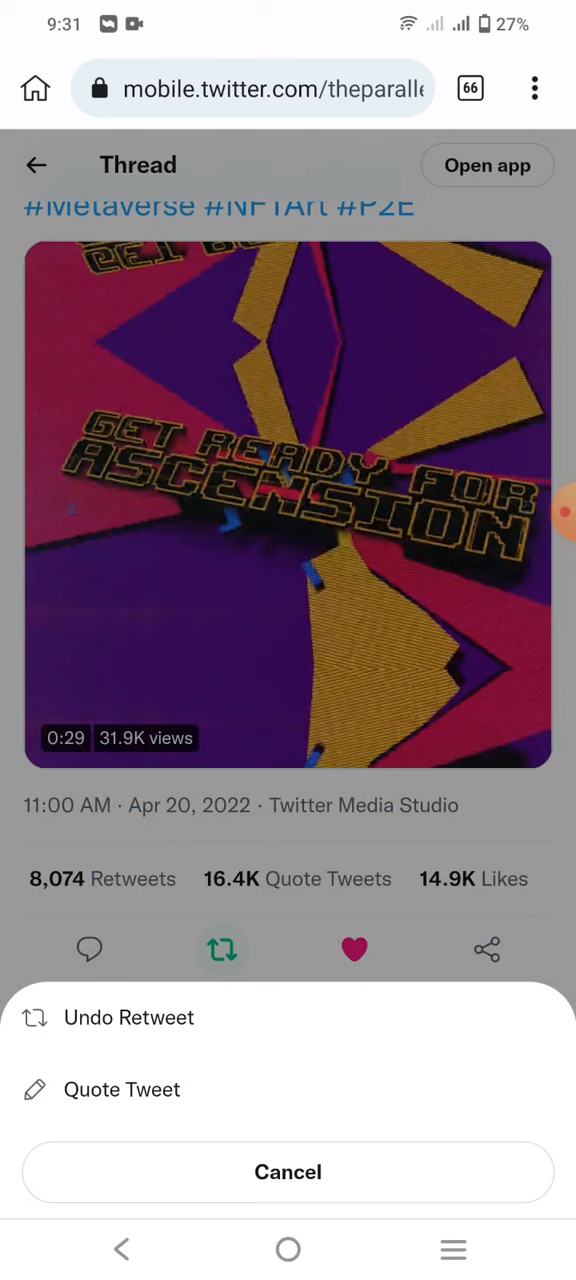 9:31
27%
mobile.twitter.com/theparalle
66
Thread
Open app
#Metaverse #NFTArt #P2E
GET READY FOR
ASCENSION
0:29 31.9K views
11:00 AM · Apr 20, 2022 · Twitter Media Studio
8,074 Retweets 16.4K Quote Tweets 14.9K Likes
Undo Retweet
Quote Tweet
Cancel